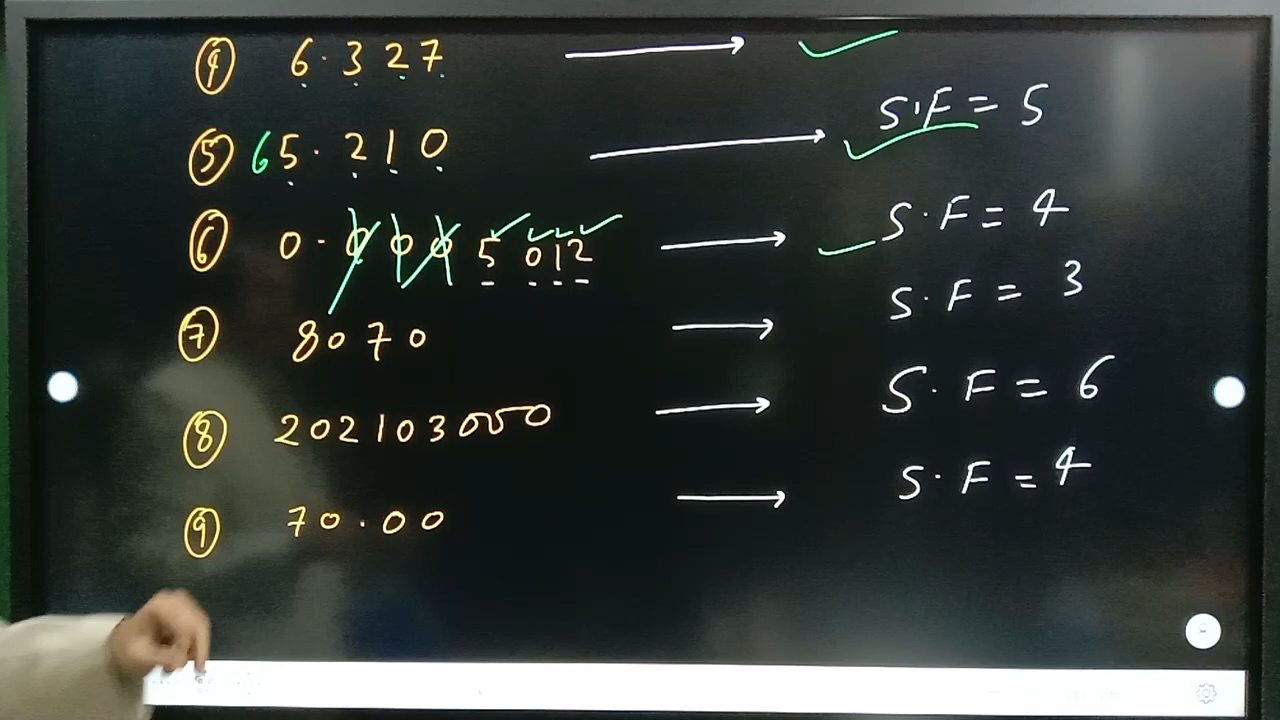 ④ 6.327 ⟶ ✓
⑤ 65.210 ⟶ S.F = 5 ✓
⑥ 0.0005012 ⟶ S.F = 4 ✓
⑦ 8070 ⟶ S.F = 3
⑧ 202103000 ⟶ S.F = 6
⑨ 70.00 ⟶ S.F = 4